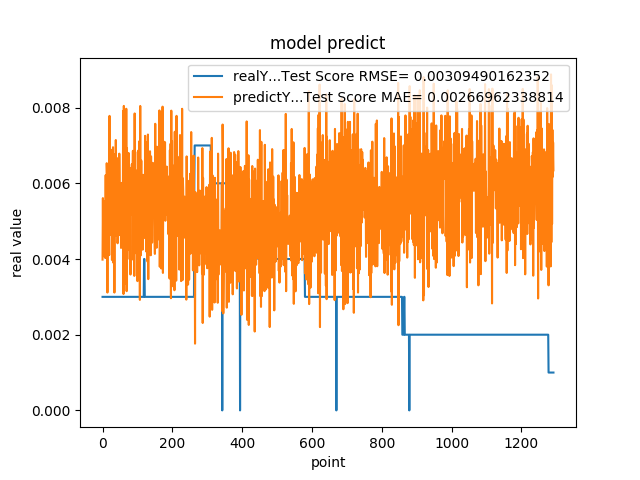 model predict
realY...Test Score RMSE= 0.00309490162352
predictY...Test Score MAE= 0.00266962338814
0.008
0.006
0.004
0.002
0.000
real value
0 200 400 600 800 1000 1200
point